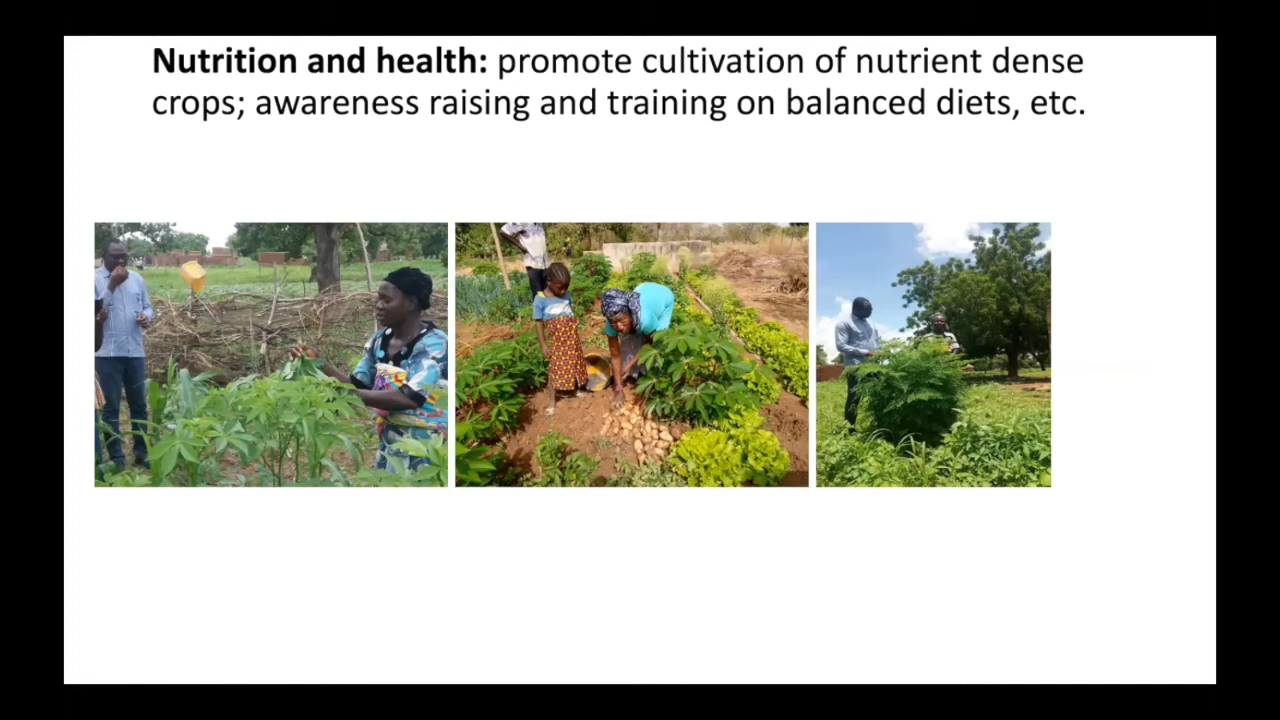 Nutrition and health: promote cultivation of nutrient dense
crops; awareness raising and training on balanced diets, etc.